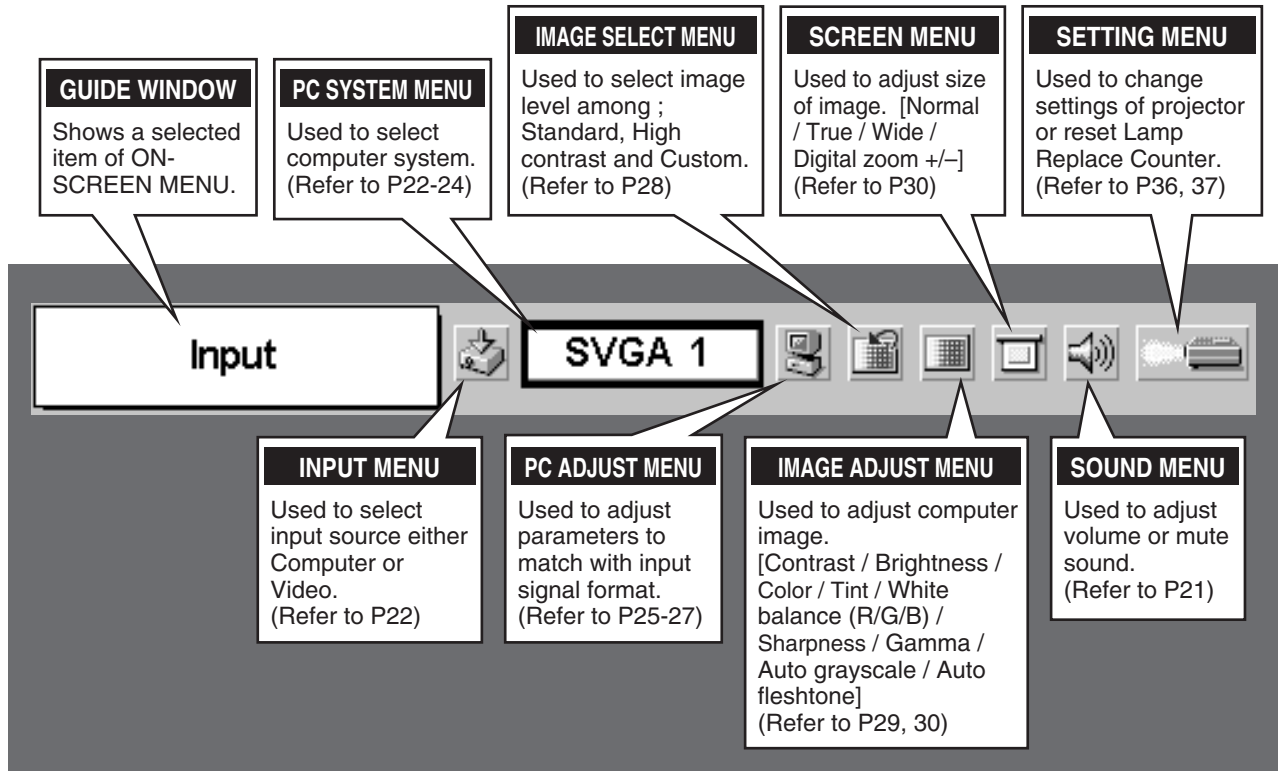 GUIDE WINDOW
Shows a selected
item of ON-
SCREEN MENU.
PC SYSTEM MENU
Used to select
computer system.
(Refer to P22-24)
IMAGE SELECT MENU
Used to select image
level among ;
Standard, High
contrast and Custom.
(Refer to P28)
SCREEN MENU
Used to adjust size
of image.  [Normal
/ True / Wide /
Digital zoom +/–]
(Refer to P30)
SETTING MENU
Used to change
settings of projector
or reset Lamp
Replace Counter.
(Refer to P36, 37)
Input
SVGA 1
INPUT MENU
Used to select
input source either
Computer or
Video.
(Refer to P22)
PC ADJUST MENU
Used to adjust
parameters to
match with input
signal format.
(Refer to P25-27)
IMAGE ADJUST MENU
Used to adjust computer
image.
[Contrast / Brightness /
Color / Tint / White
balance (R/G/B) /
Sharpness / Gamma /
Auto grayscale / Auto
fleshtone]
(Refer to P29, 30)
SOUND MENU
Used to adjust
volume or mute
sound.
(Refer to P21)